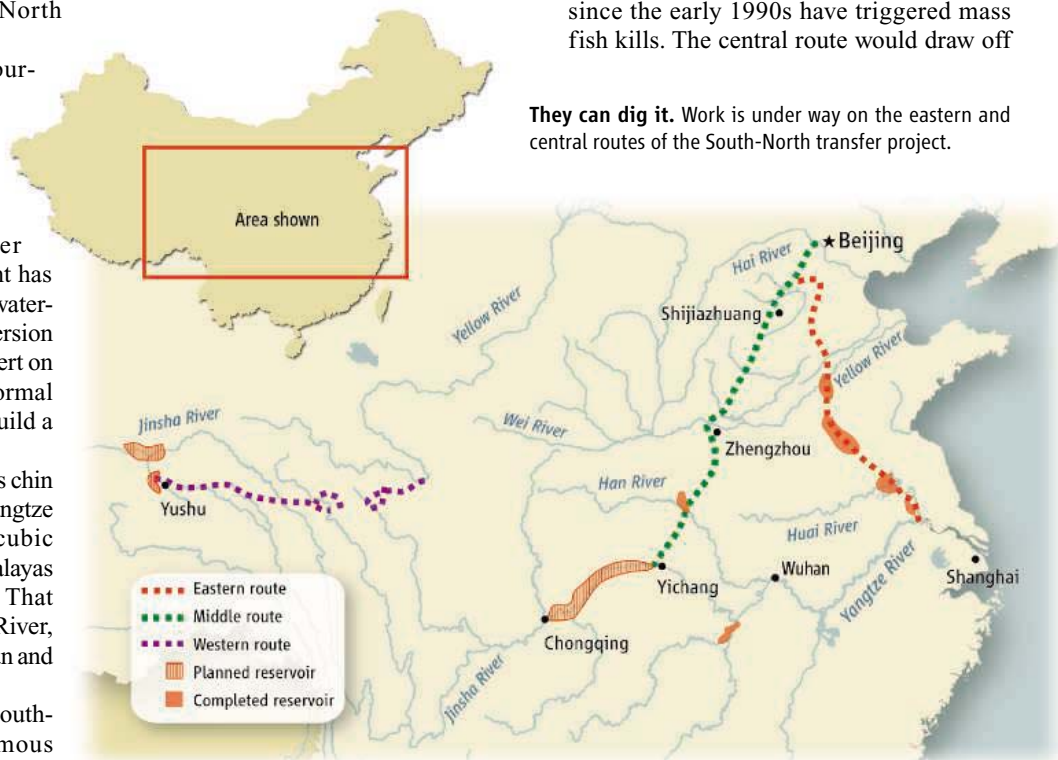 North
our-
er
nt has
water-
ersion
ert on
ormal
uild a
s chin
angtze
cubic
alayas
That
River,
an and
outh-
mous
since the early 1990s have triggered mass
fish kills. The central route would draw off
They can dig it. Work is under way on the eastern and
central routes of the South-North transfer project.
Area shown
Beijing
Hai River
Shijiazhuang
Yellow River
Yellow River
Jinsha River
Wei River
Zhengzhou
Yushu
Han River
Huai River
Yichang
Wuhan
Yangtze River
Shanghai
Chongqing
Jinsha River
Eastern route
Middle route
Western route
Planned reservoir
Completed reservoir